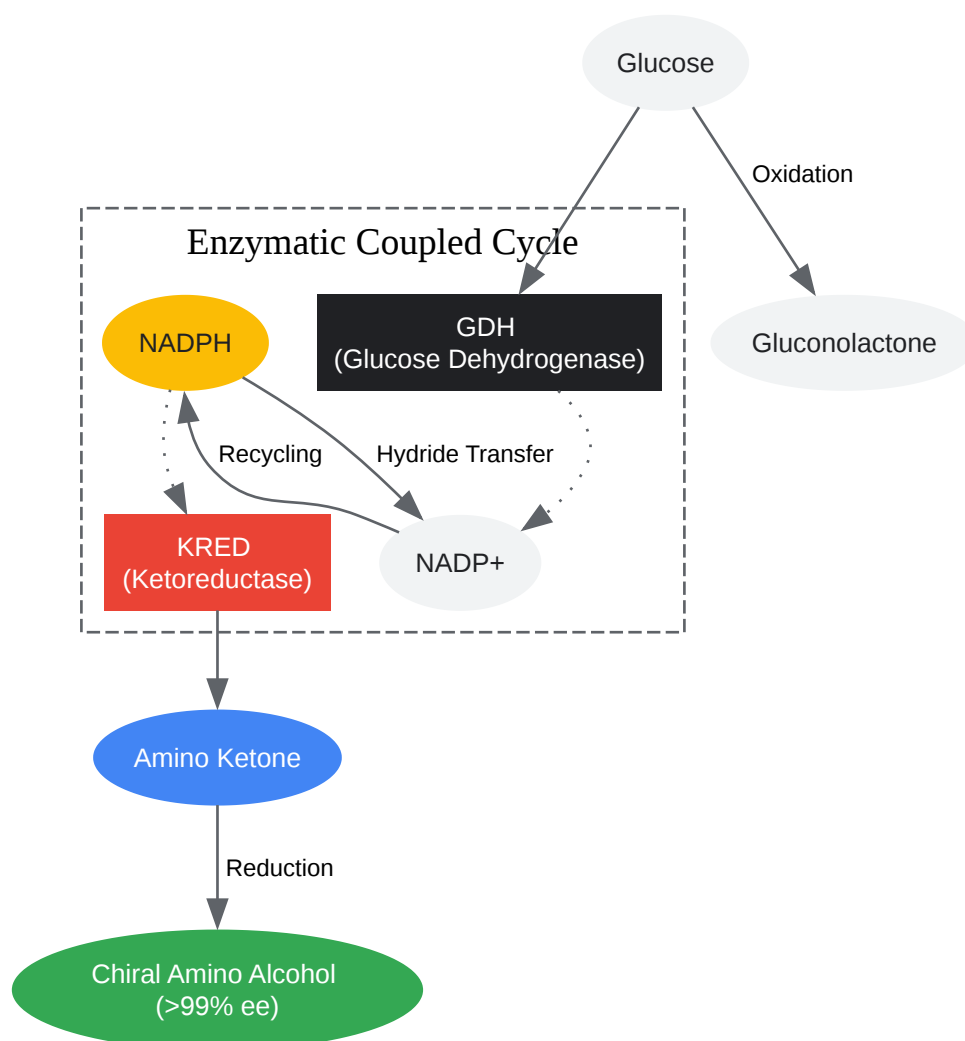 Glucose
Oxidation
Enzymatic Coupled Cycle
NADPH
GDH
(Glucose Dehydrogenase)
Gluconolactone
Recycling
Hydride Transfer
KRED
(Ketoreductase)
NADP+
Amino Ketone
Reduction
Chiral Amino Alcohol
(>99% ee)